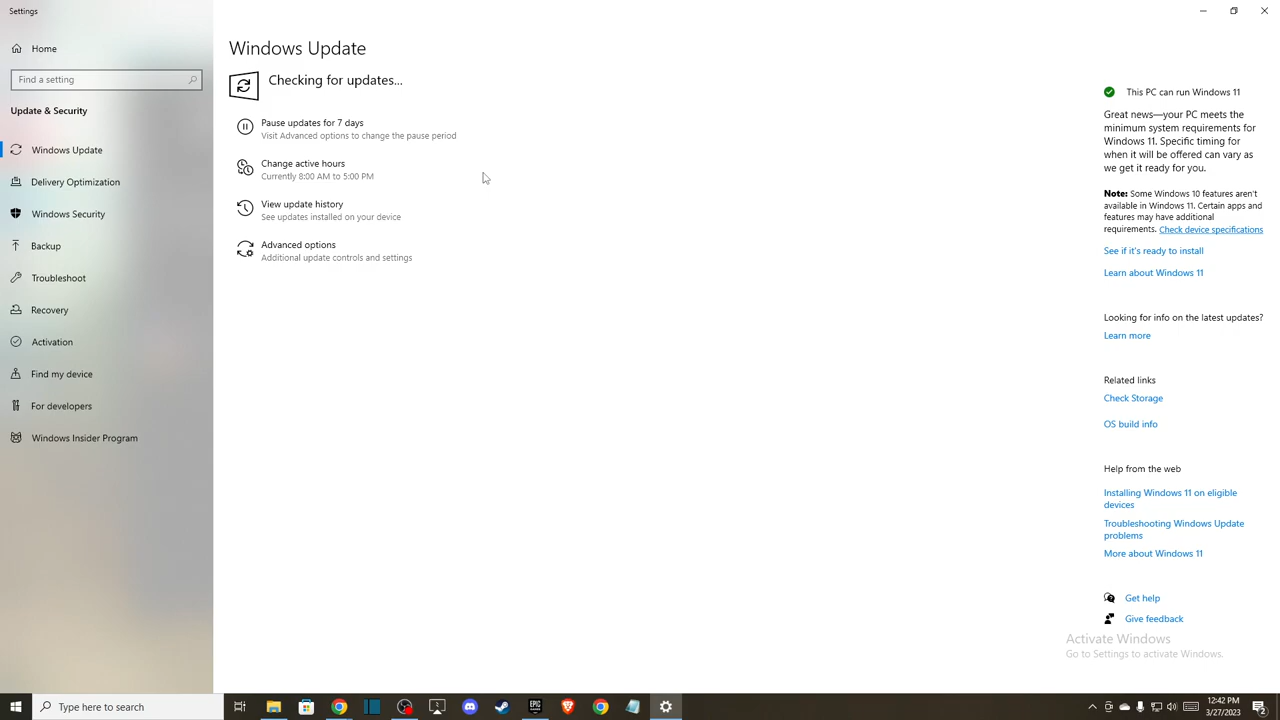 Settings
Home
Find a setting
Update & Security
Windows Update
Delivery Optimization
Windows Security
Backup
Troubleshoot
Recovery
Activation
Find my device
For developers
Windows Insider Program
Windows Update
Checking for updates...
Pause updates for 7 days
Visit Advanced options to change the pause period
Change active hours
Currently 8:00 AM to 5:00 PM
View update history
See updates installed on your device
Advanced options
Additional update controls and settings
This PC can run Windows 11
Great news—your PC meets the
minimum system requirements for
Windows 11. Specific timing for
when it will be offered can vary as
we get it ready for you.
Note: Some Windows 10 features aren't
available in Windows 11. Certain apps and
features may have additional
requirements. Check device specifications
See if it's ready to install
Learn about Windows 11
Looking for info on the latest updates?
Learn more
Related links
Check Storage
OS build info
Help from the web
Installing Windows 11 on eligible
devices
Troubleshooting Windows Update
problems
More about Windows 11
Get help
Give feedback
Activate Windows
Go to Settings to activate Windows.
Type here to search
EPIC
12:42 PM
3/27/2023
2